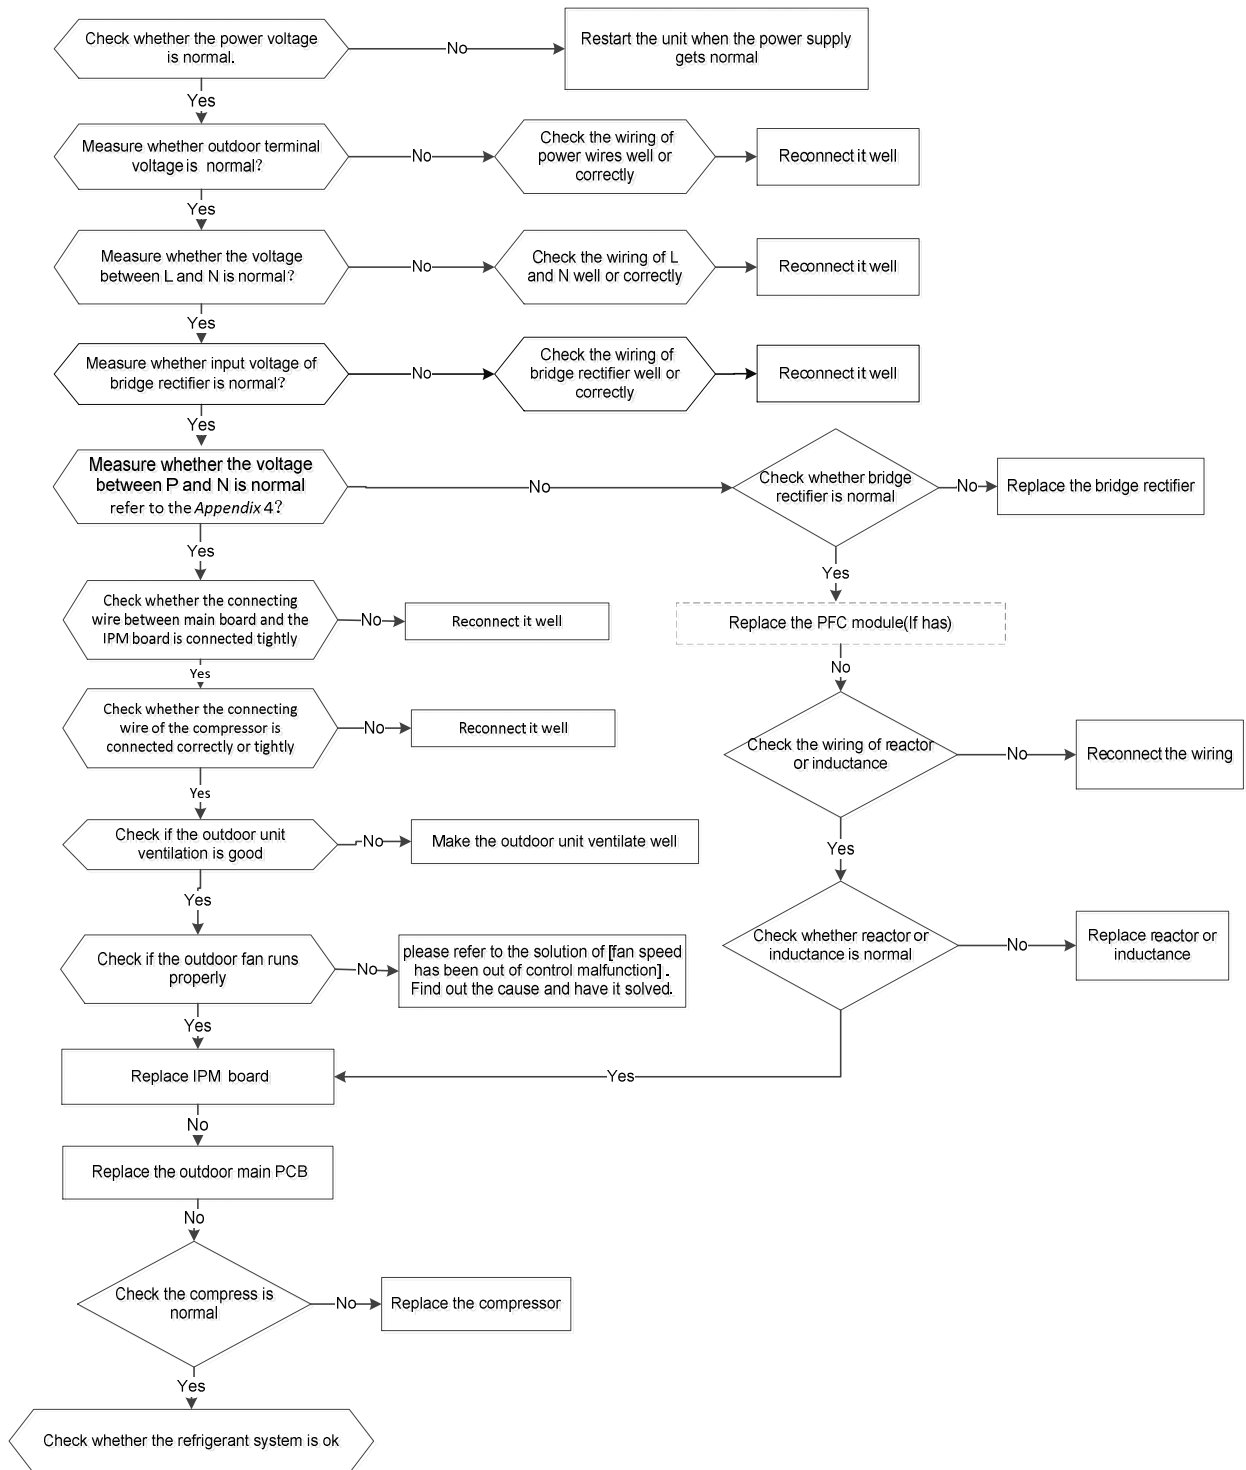 Check whether the power voltage
is normal.
No
Restart the unit when the power supply
gets normal
Yes
Measure whether outdoor terminal
voltage is normal?
No
Check the wiring of
power wires well or
correctly
Reconnect it well
Yes
Measure whether the voltage
between L and N is normal?
No
Check the wiring of L
and N well or correctly
Reconnect it well
Yes
Measure whether input voltage of
bridge rectifier is normal?
No
Check the wiring of
bridge rectifier well or
correctly
Reconnect it well
Yes
Measure whether the voltage
between P and N is normal
refer to the Appendix 4?
No
Check whether bridge
rectifier is normal
No
Replace the bridge rectifier
Yes
Yes
Check whether the connecting
wire between main board and the
IPM board is connected tightly
No
Reconnect it well
Replace the PFC module(If has)
No
Yes
Check whether the connecting
wire of the compressor is
connected correctly or tightly
No
Reconnect it well
Check the wiring of reactor
or inductance
No
Reconnect the wiring
Yes
Check if the outdoor unit
ventilation is good
No
Make the outdoor unit ventilate well
Yes
Yes
Check if the outdoor fan runs
properly
No
please refer to the solution of [fan speed
has been out of control malfunction] .
Find out the cause and have it solved.
Check whether reactor or
inductance is normal
No
Replace reactor or
inductance
Yes
Replace IPM board
Yes
No
Replace the outdoor main PCB
No
Check the compress is
normal
No
Replace the compressor
Yes
Check whether the refrigerant system is ok